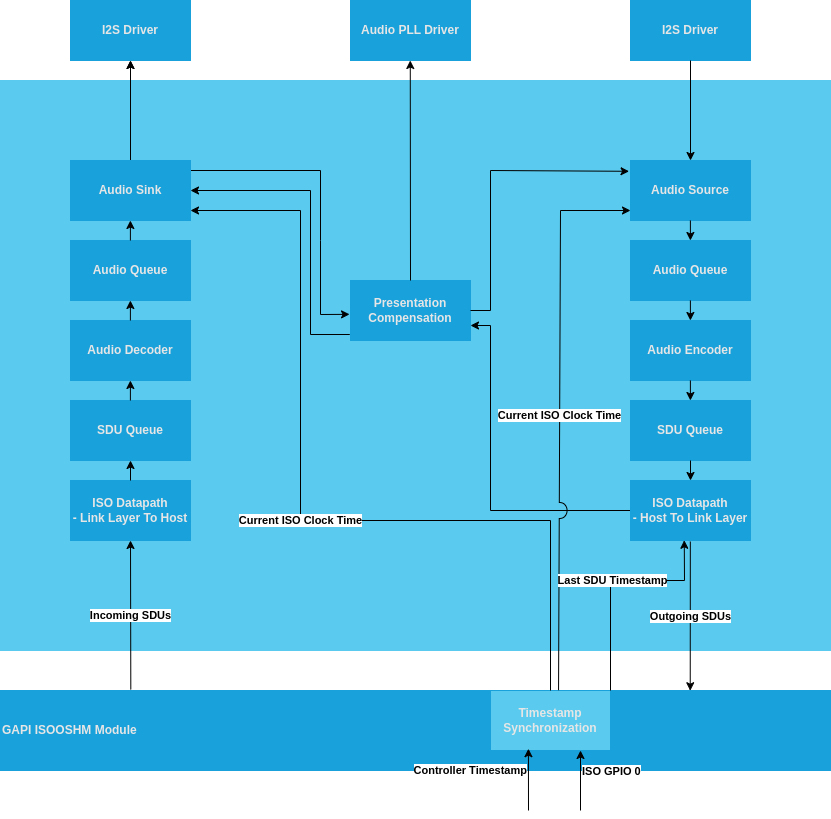 I2S Driver
Audio PLL Driver
I2S Driver
Audio Sink
Audio Source
Audio Queue
Audio Queue
Presentation
Compensation
Audio Decoder
Audio Encoder
Current ISO Clock Time
SDU Queue
SDU Queue
ISO Datapath
- Link Layer To Host
ISO Datapath
- Host To Link Layer
Current ISO Clock Time
Last SDU Timestamp
Incoming SDUs
Outgoing SDUs
GAPI ISOOSHM Module
Timestamp
Synchronization
Controller Timestamp
ISO GPIO 0